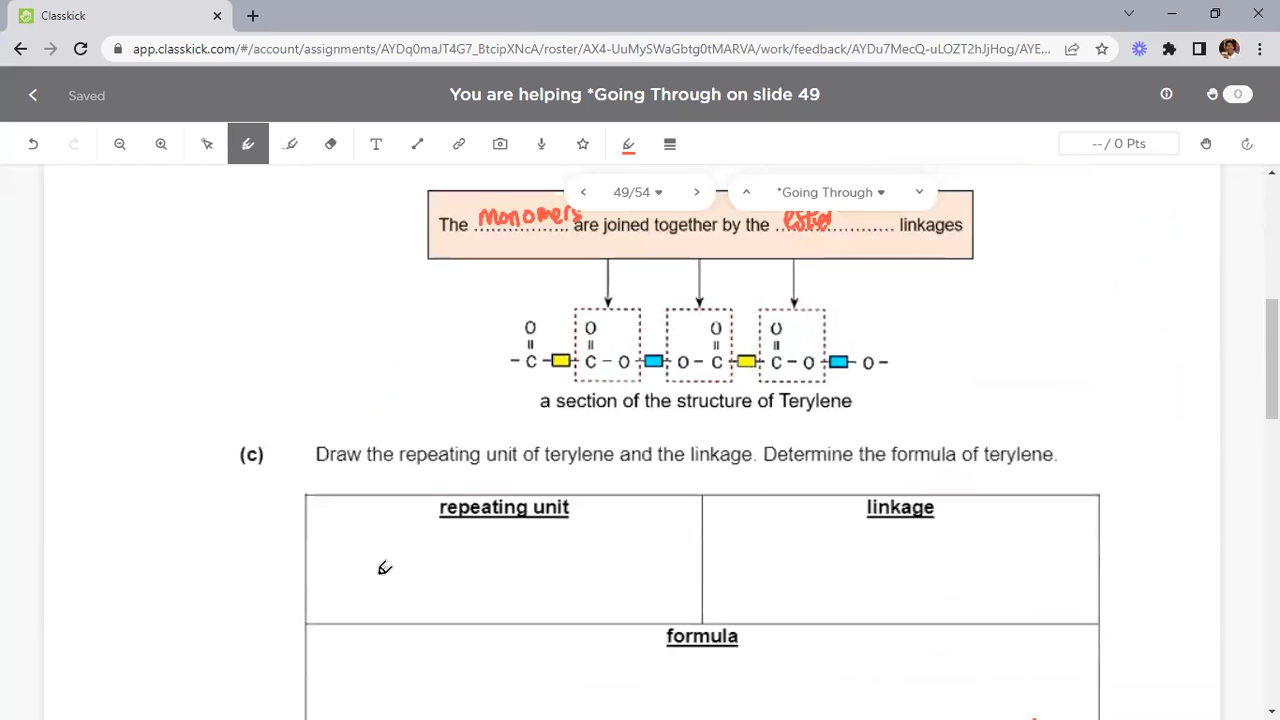 Classkick
app.classkick.com/#/account/assignments/AYDq0maJT4G7_BtcipXNcA/roster/AX4-UuMySWaGbtg0tMARVA/work/feedback/AYDu7MecQ-uLOZT2hJjHog/AYE...
Saved
You are helping *Going Through on slide 49
0
T
-- / 0 Pts
49/54
*Going Through
The monomers are joined together by the ester linkages
O O O O
|| || || ||
- C - C - O - O - C - C - O - O -
a section of the structure of Terylene
(c) Draw the repeating unit of terylene and the linkage. Determine the formula of terylene.
repeating unit linkage
formula